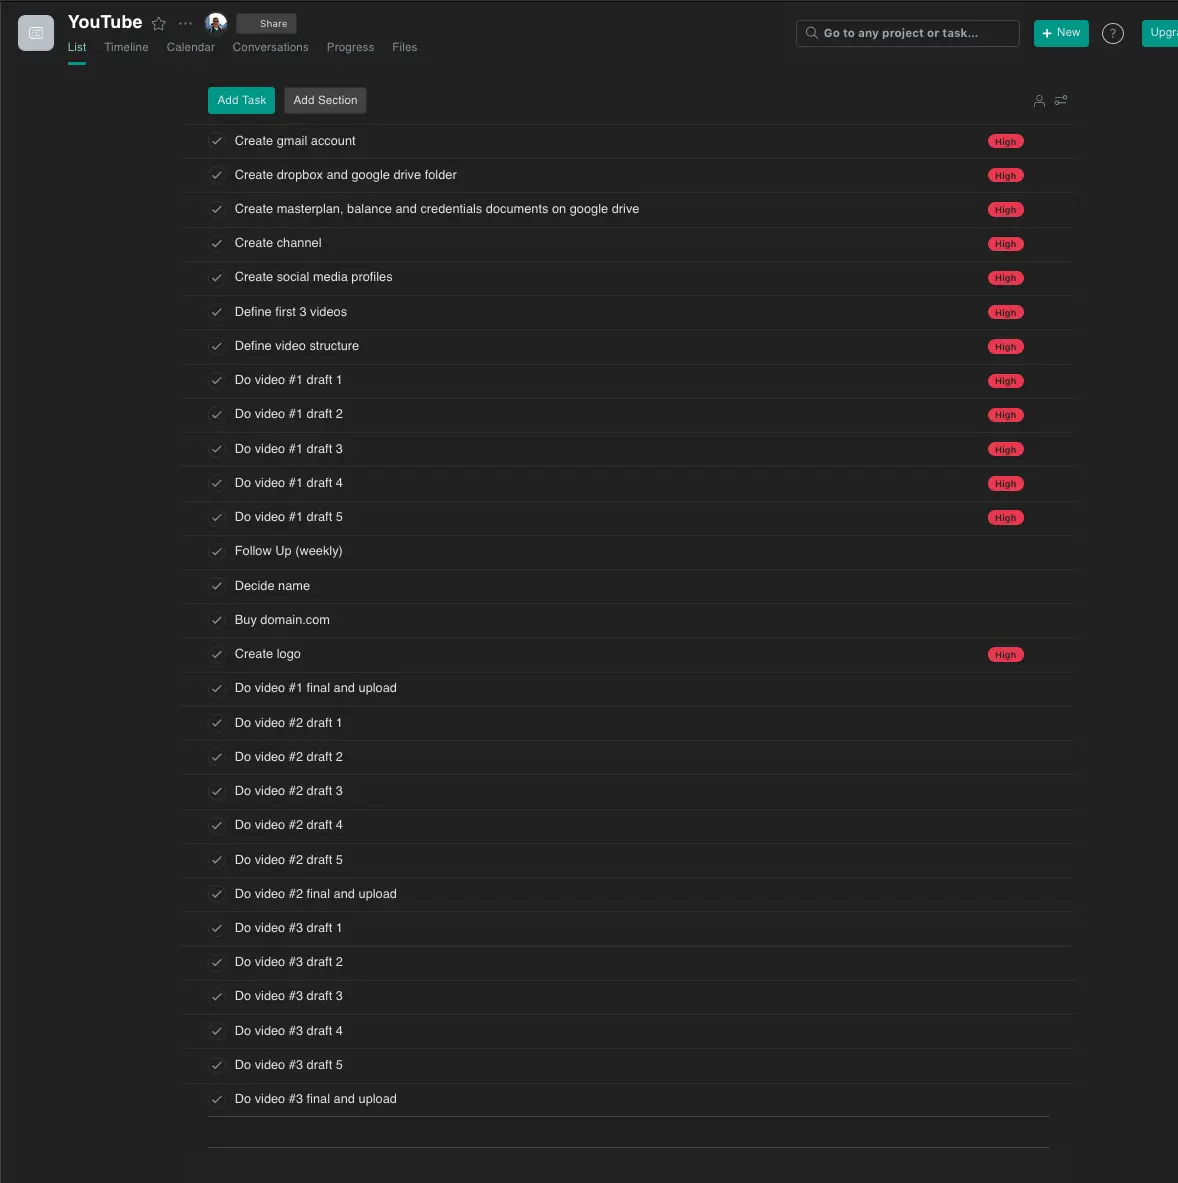 YouTube
Share
List Timeline Calendar Conversations Progress Files
Go to any project or task...
+ New
?
Upgra
Add Task Add Section
Create gmail account High
Create dropbox and google drive folder High
Create masterplan, balance and credentials documents on google drive High
Create channel High
Create social media profiles High
Define first 3 videos High
Define video structure High
Do video #1 draft 1 High
Do video #1 draft 2 High
Do video #1 draft 3 High
Do video #1 draft 4 High
Do video #1 draft 5 High
Follow Up (weekly)
Decide name
Buy domain.com
Create logo High
Do video #1 final and upload
Do video #2 draft 1
Do video #2 draft 2
Do video #2 draft 3
Do video #2 draft 4
Do video #2 draft 5
Do video #2 final and upload
Do video #3 draft 1
Do video #3 draft 2
Do video #3 draft 3
Do video #3 draft 4
Do video #3 draft 5
Do video #3 final and upload